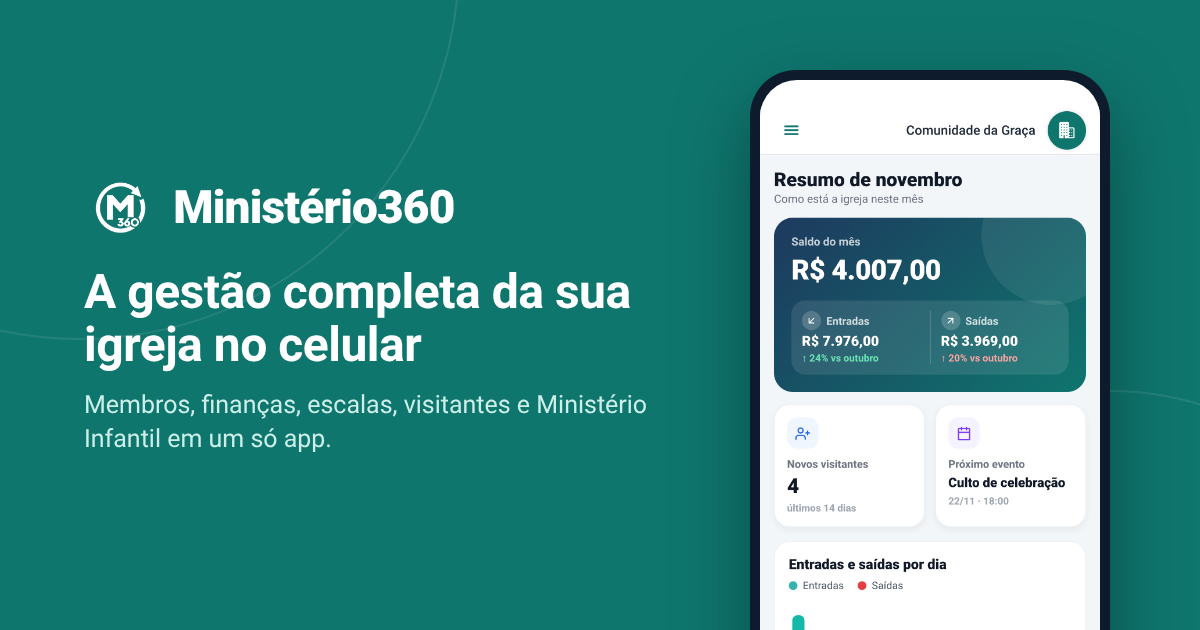 M
360
Ministério360
A gestão completa da sua
igreja no celular
Membros, finanças, escalas, visitantes e Ministério
Infantil em um só app.
Comunidade da Graça
Resumo de novembro
Como está a igreja neste mês
Saldo do mês
R$ 4.007,00
Entradas
R$ 7.976,00
↑ 24% vs outubro
Saídas
R$ 3.969,00
↑ 20% vs outubro
Novos visitantes
4
últimos 14 dias
Próximo evento
Culto de celebração
22/11 · 18:00
Entradas e saídas por dia
Entradas
Saídas